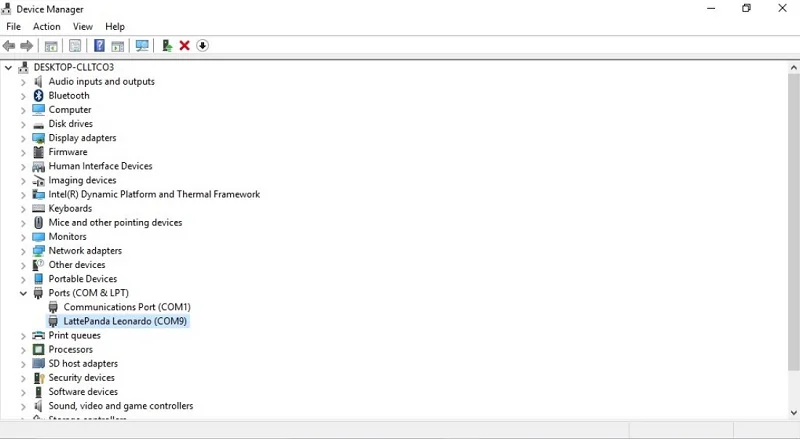 Device Manager
File Action View Help
DESKTOP-CLLTCO3
Audio inputs and outputs
Bluetooth
Computer
Disk drives
Display adapters
Firmware
Human Interface Devices
Imaging devices
Intel(R) Dynamic Platform and Thermal Framework
Keyboards
Mice and other pointing devices
Monitors
Network adapters
Other devices
Portable Devices
Ports (COM & LPT)
Communications Port (COM1)
LattePanda Leonardo (COM9)
Print queues
Processors
SD host adapters
Security devices
Software devices
Sound, video and game controllers
Storage controllers